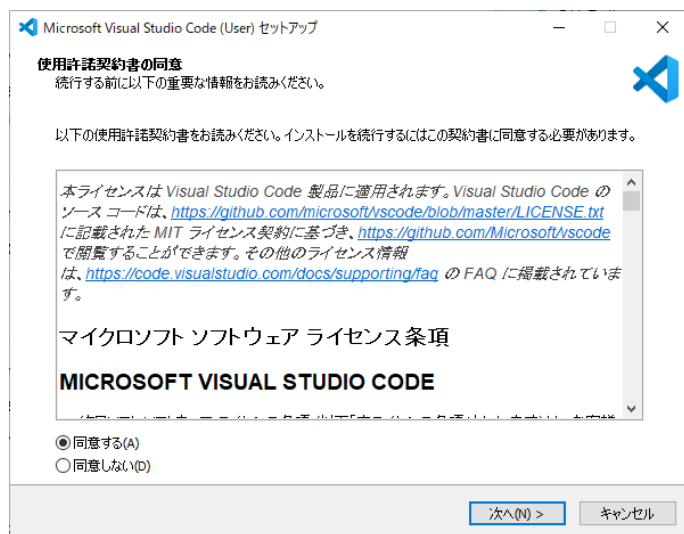 Microsoft Visual Studio Code (User) セットアップ
使用許諾契約書の同意
続行する前に以下の重要な情報をお読みください。
以下の使用許諾契約書をお読みください。インストールを続行するにはこの契約書に同意する必要があります。
本ライセンスは Visual Studio Code 製品に適用されます。Visual Studio Code の
ソース コードは、https://github.com/microsoft/vscode/blob/master/LICENSE.txt
に記載された MIT ライセンス契約に基づき、https://github.com/Microsoft/vscode
で閲覧することができます。その他のライセンス情報
は、https://code.visualstudio.com/docs/supporting/faq の FAQ に掲載されていま
す。
マイクロソフト ソフトウェア ライセンス条項
MICROSOFT VISUAL STUDIO CODE
同意する(A)
同意しない(D)
次へ(N) >
キャンセル